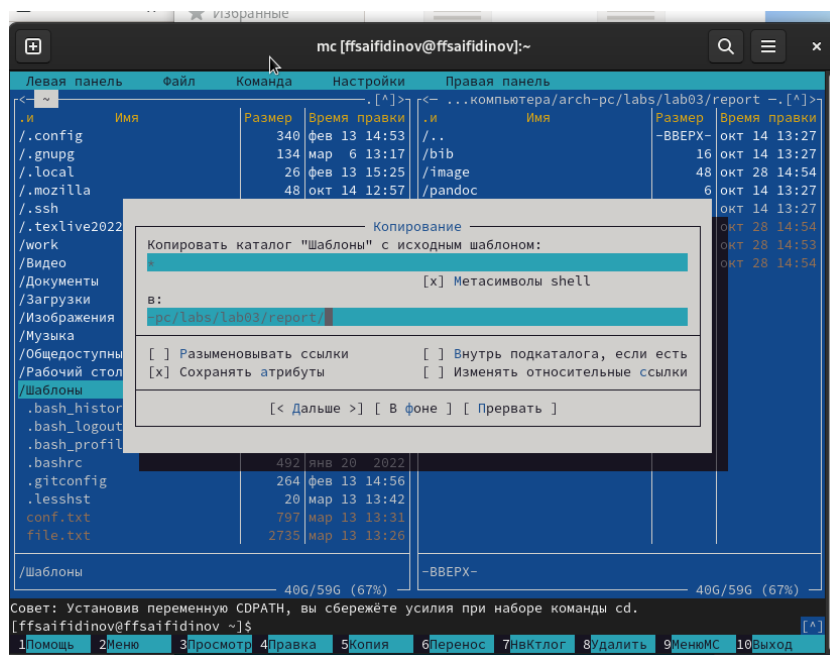 Избранные
mc [ffsaifidinov@ffsaifidinov]:~
Левая панель Файл Команда Настройки Правая панель
<— ~ .[^]> <— ...компьютера/arch-pc/labs/lab03/report —.[^]>
.и Имя Размер Время правки .и Имя Размер Время правки
/.config 340 фев 13 14:53 /.. -ВВЕРХ- окт 14 13:27
/.gnupg 134 мар 6 13:17 /bib 16 окт 14 13:27
/.local 26 фев 13 15:25 /image 48 окт 28 14:54
/.mozilla 48 окт 14 12:57 /pandoc 6 окт 14 13:27
/.ssh окт 14 13:27
/.texlive2022 окт 28 14:54
/work окт 28 14:53
/Видео окт 28 14:54
/Документы
/Загрузки
/Изображения
/Музыка
/Общедоступны
/Рабочий стол
/Шаблоны
.bash_histor
.bash_logout
.bash_profil
.bashrc 492 янв 20 2022
.gitconfig 264 фев 13 14:56
.lesshst 20 мар 13 13:42
conf.txt 797 мар 13 13:31
file.txt 2735 мар 13 13:26
Копирование
Копировать каталог "Шаблоны" с исходным шаблоном:
*
[x] Метасимволы shell
в:
-pc/labs/lab03/report/
[ ] Разыменовывать ссылки [ ] Внутрь подкаталога, если есть
[x] Сохранять атрибуты [ ] Изменять относительные ссылки
[< Дальше >] [ В фоне ] [ Прервать ]
/Шаблоны -ВВЕРХ-
40G/59G (67%) 40G/59G (67%)
Совет: Установив переменную CDPATH, вы сбережёте усилия при наборе команды cd.
[ffsaifidinov@ffsaifidinov ~]$ [^]
1Помощь 2Меню 3Просмотр 4Правка 5Копия 6Перенос 7НвКтлог 8Удалить 9МенюMC 10Выход